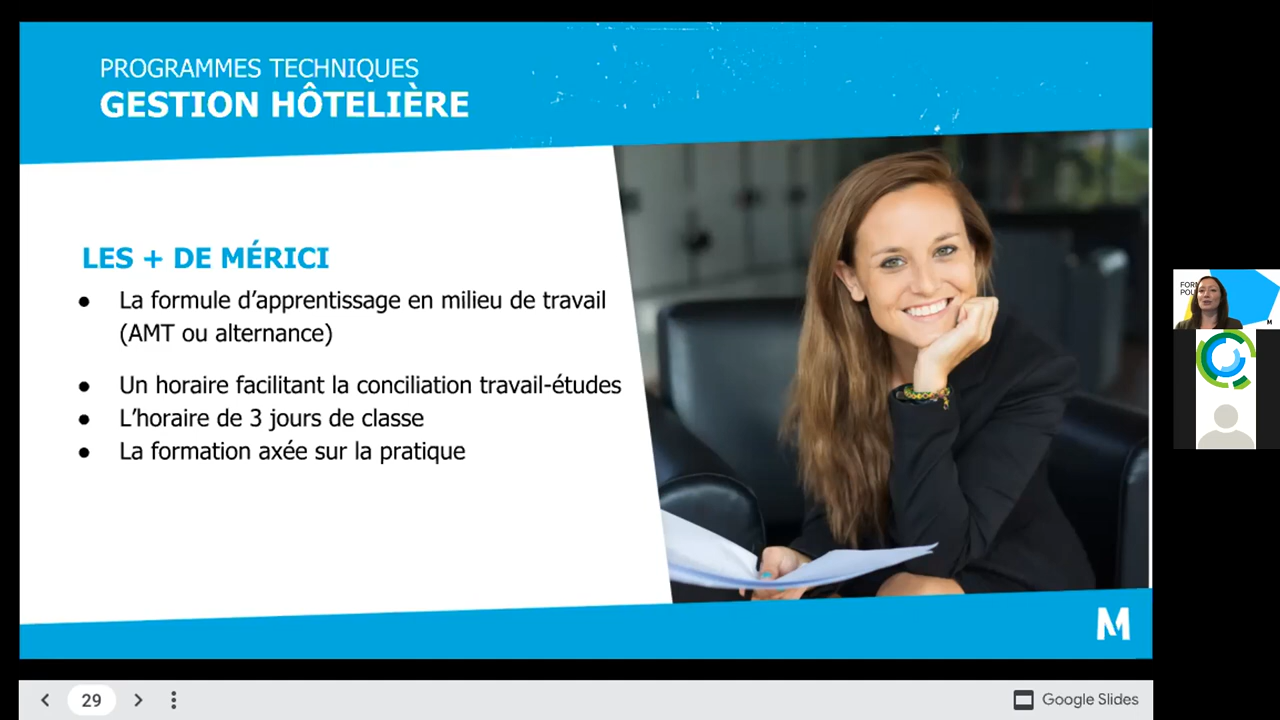 PROGRAMMES TECHNIQUES
GESTION HÔTELIÈRE
LES + DE MÉRICI
● La formule d’apprentissage en milieu de travail
(AMT ou alternance)
● Un horaire facilitant la conciliation travail-études
● L’horaire de 3 jours de classe
● La formation axée sur la pratique
M
29
Google Slides
M